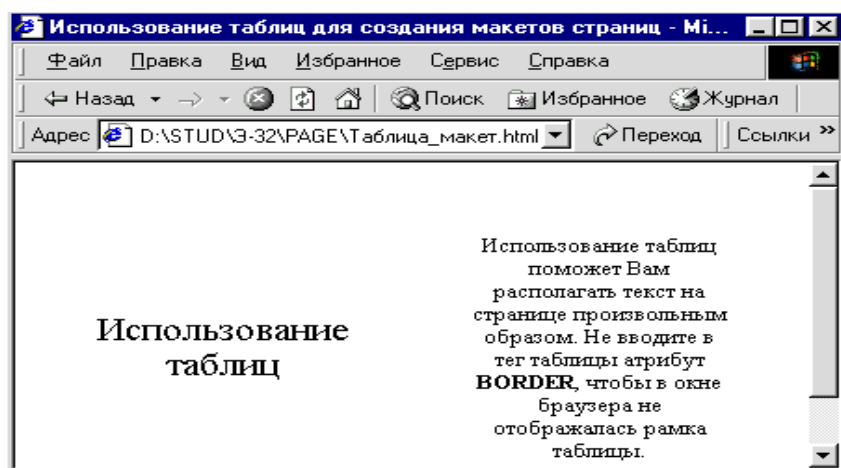 Использование таблиц для создания макетов страниц - Mi...
Файл Правка Вид Избранное Сервис Справка
Назад Поиск Избранное Журнал
Адрес D:\STUD\Э-32\PAGE\Таблица_макет.html Переход Ссылки »
Использование
таблиц
Использование таблиц
поможет Вам
располагать текст на
странице произвольным
образом. Не вводите в
тег таблицы атрибут
BORDER, чтобы в окне
браузера не
отображалась рамка
таблицы.